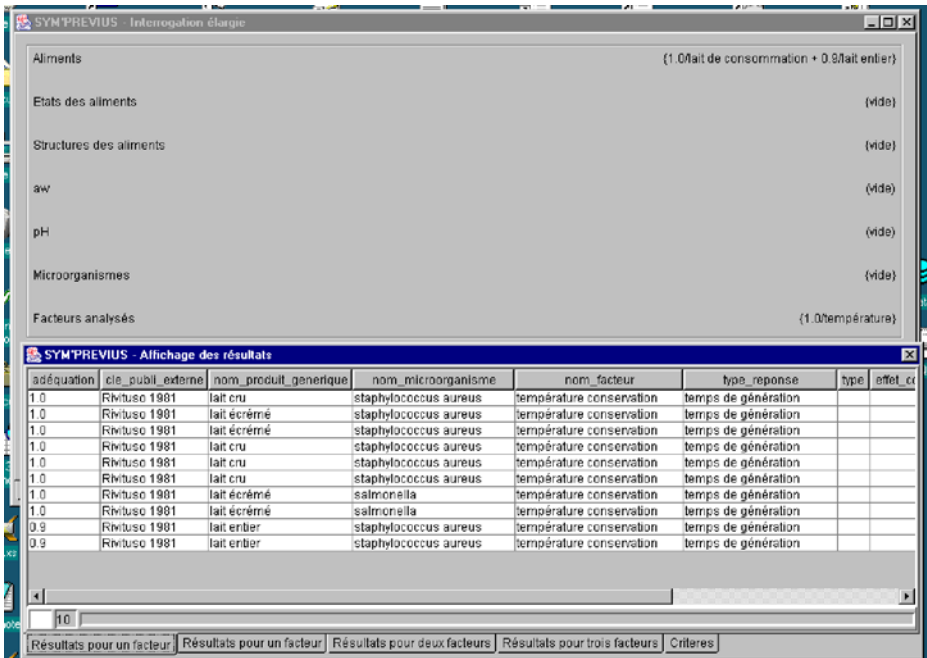 SYM'PREVIUS - Interrogation élargie
Aliments {1.0/lait de consommation + 0.9/lait entier}
Etats des aliments {vide}
Structures des aliments {vide}
aw {vide}
pH {vide}
Microorganismes {vide}
Facteurs analysés {1.0/température}
SYM'PREVIUS - Affichage des résultats
adéquation cle_publi_externe nom_produit_generique nom_microorganisme nom_facteur type_reponse type effet_co
1.0 Rivituso 1981 lait cru staphylococcus aureus température conservation temps de génération
1.0 Rivituso 1981 lait écrémé staphylococcus aureus température conservation temps de génération
1.0 Rivituso 1981 lait écrémé staphylococcus aureus température conservation temps de génération
1.0 Rivituso 1981 lait cru staphylococcus aureus température conservation temps de génération
1.0 Rivituso 1981 lait cru staphylococcus aureus température conservation temps de génération
1.0 Rivituso 1981 lait cru staphylococcus aureus température conservation temps de génération
1.0 Rivituso 1981 lait écrémé salmonella température conservation temps de génération
1.0 Rivituso 1981 lait écrémé salmonella température conservation temps de génération
0.9 Rivituso 1981 lait entier staphylococcus aureus température conservation temps de génération
0.9 Rivituso 1981 lait entier staphylococcus aureus température conservation temps de génération
10
Résultats pour un facteur Résultats pour un facteur Résultats pour deux facteurs Résultats pour trois facteurs Criteres